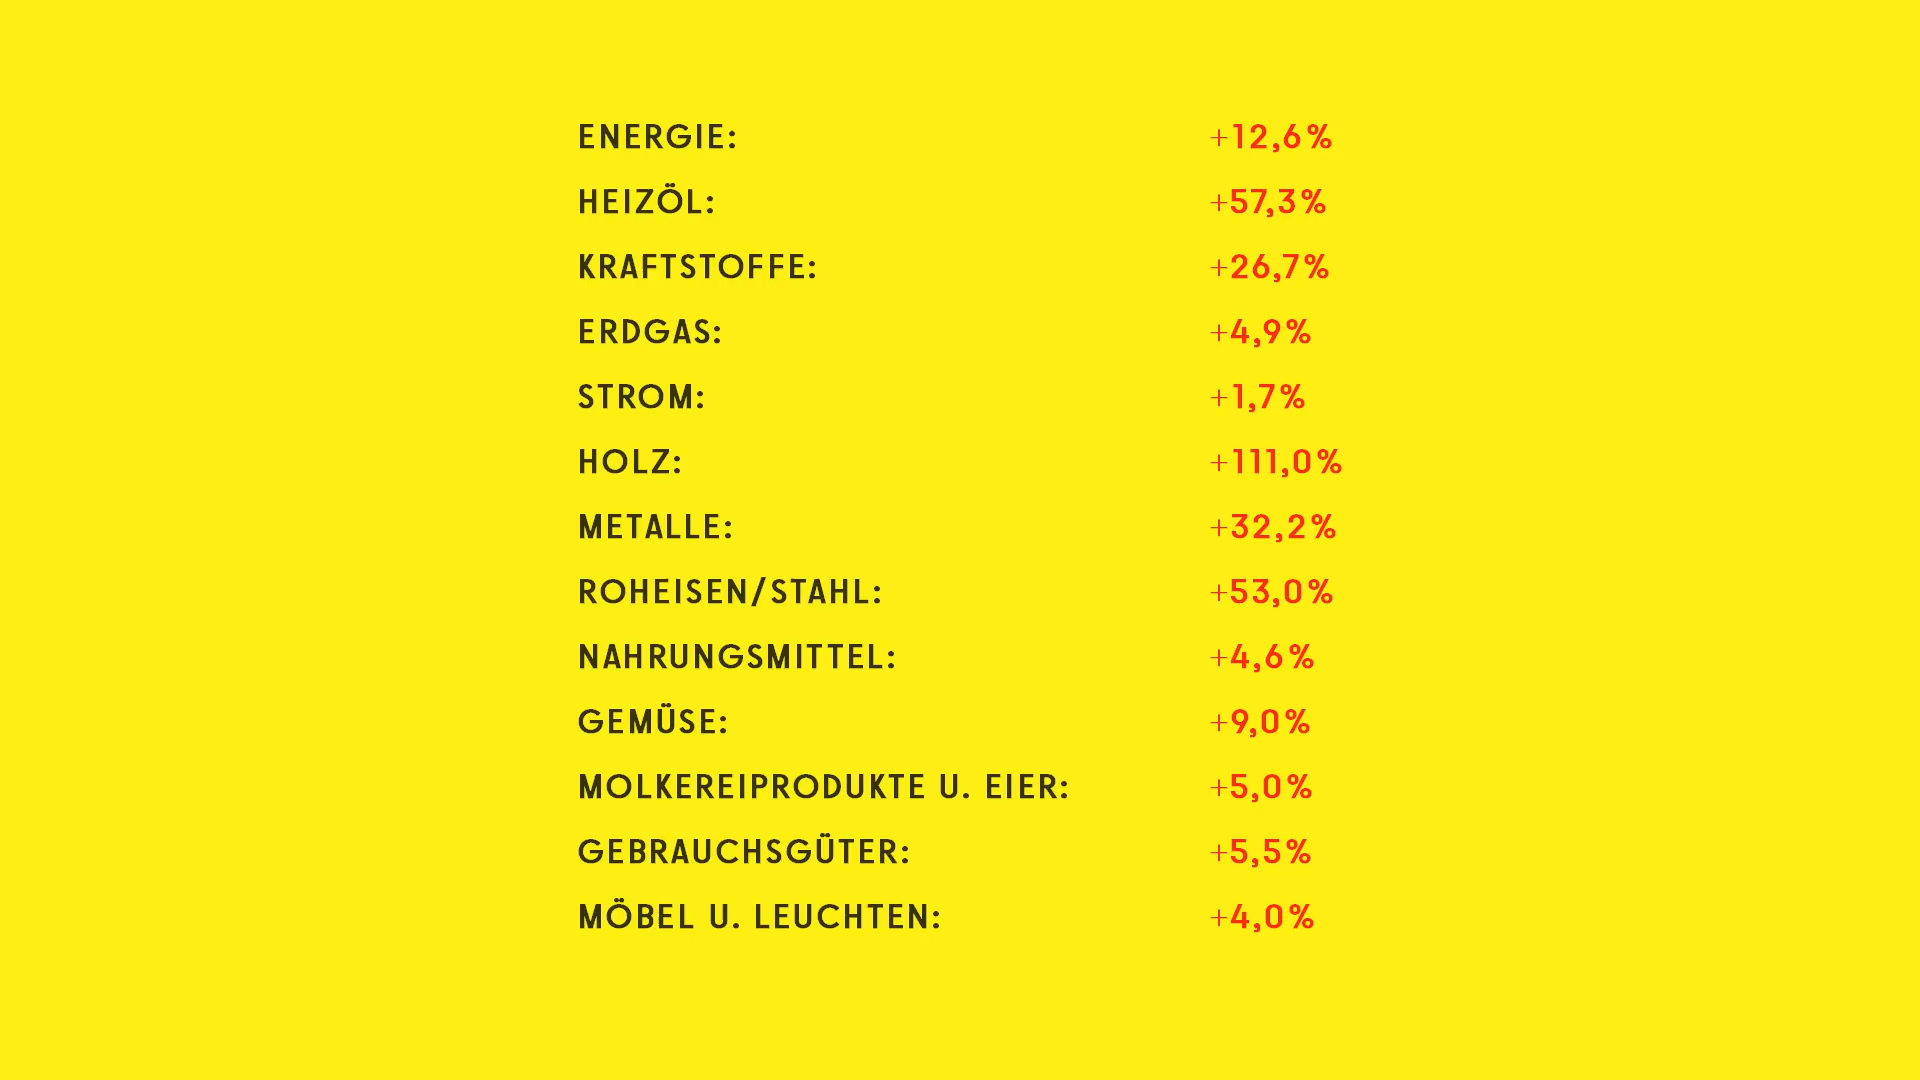 ENERGIE: +12,6%
HEIZÖL: +57,3%
KRAFTSTOFFE: +26,7%
ERDGAS: +4,9%
STROM: +1,7%
HOLZ: +111,0%
METALLE: +32,2%
ROHEISEN/STAHL: +53,0%
NAHRUNGSMITTEL: +4,6%
GEMÜSE: +9,0%
MOLKEREIPRODUKTE U. EIER: +5,0%
GEBRAUCHSGÜTER: +5,5%
MÖBEL U. LEUCHTEN: +4,0%